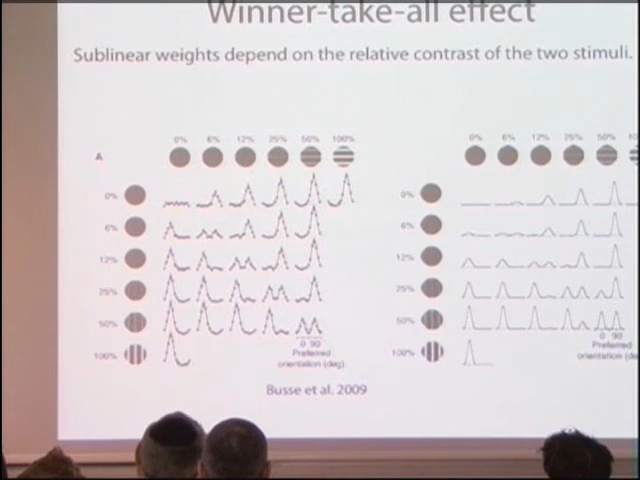 Winner-take-all effect
Sublinear weights depend on the relative contrast of the two stimuli.
0% 6% 12% 25% 50% 100%
0% 6% 12% 25% 50%
A
0%
0%
6%
6%
12%
12%
25%
25%
50%
50%
0 90
0 90
100%
100%
Preferred
orientation (deg)
Preferred
orientation (de
Busse et al. 2009